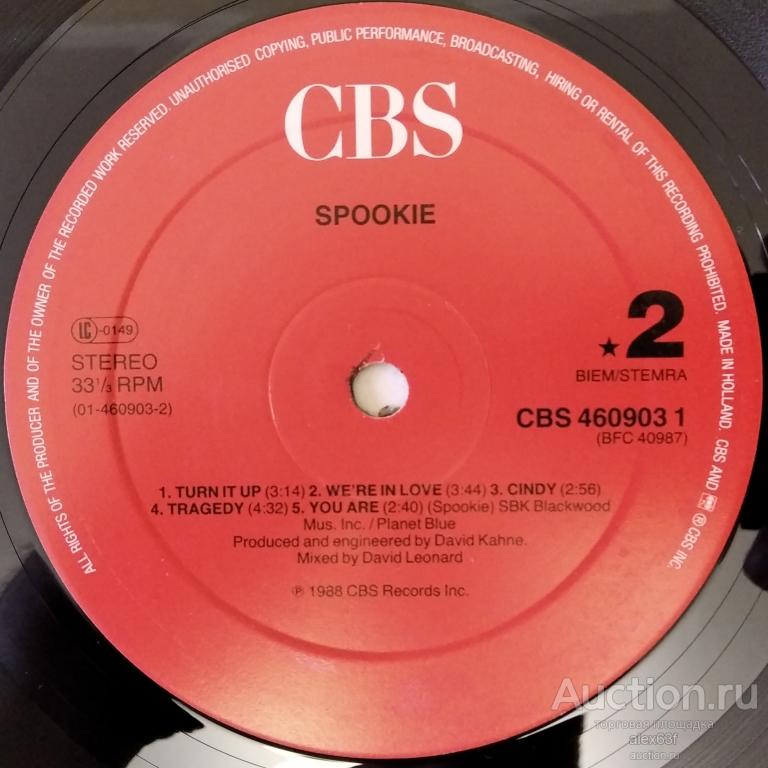 ALL RIGHTS OF THE PRODUCER AND OF THE OWNER OF THE RECORDED WORK RESERVED. UNAUTHORISED COPYING, PUBLIC PERFORMANCE, BROADCASTING, HIRING OR RENTAL OF THIS RECORDING PROHIBITED. MADE IN HOLLAND. CBS AND ® CBS INC.
CBS
SPOOKIE
LC-0149
STEREO
33⅓ RPM
(01-460903-2)
★2
BIEM/STEMRA
CBS 460903 1
(BFC 40987)
1. TURN IT UP (3:14) 2. WE'RE IN LOVE (3:44) 3. CINDY (2:56)
4. TRAGEDY (4:32) 5. YOU ARE (2:40) (Spookie) SBK Blackwood
Mus. Inc. / Planet Blue
Produced and engineered by David Kahne.
Mixed by David Leonard
℗ 1988 CBS Records Inc.
Auction.ru
торговая площадка
alex63f
auction.ru